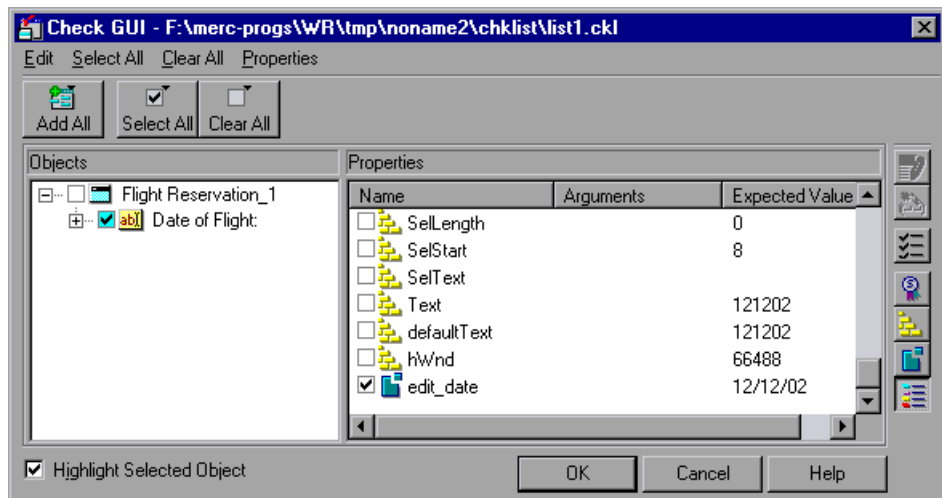 Check GUI - F:\merc-progs\WR\tmp\noname2\chklist\list1.ckl
Edit Select All Clear All Properties
Add All Select All Clear All
Objects Properties
Flight Reservation_1
Date of Flight:
Name Arguments Expected Value
SelLength 0
SelStart 8
SelText
Text 121202
defaultText 121202
hWnd 66488
edit_date 12/12/02
Highlight Selected Object OK Cancel Help